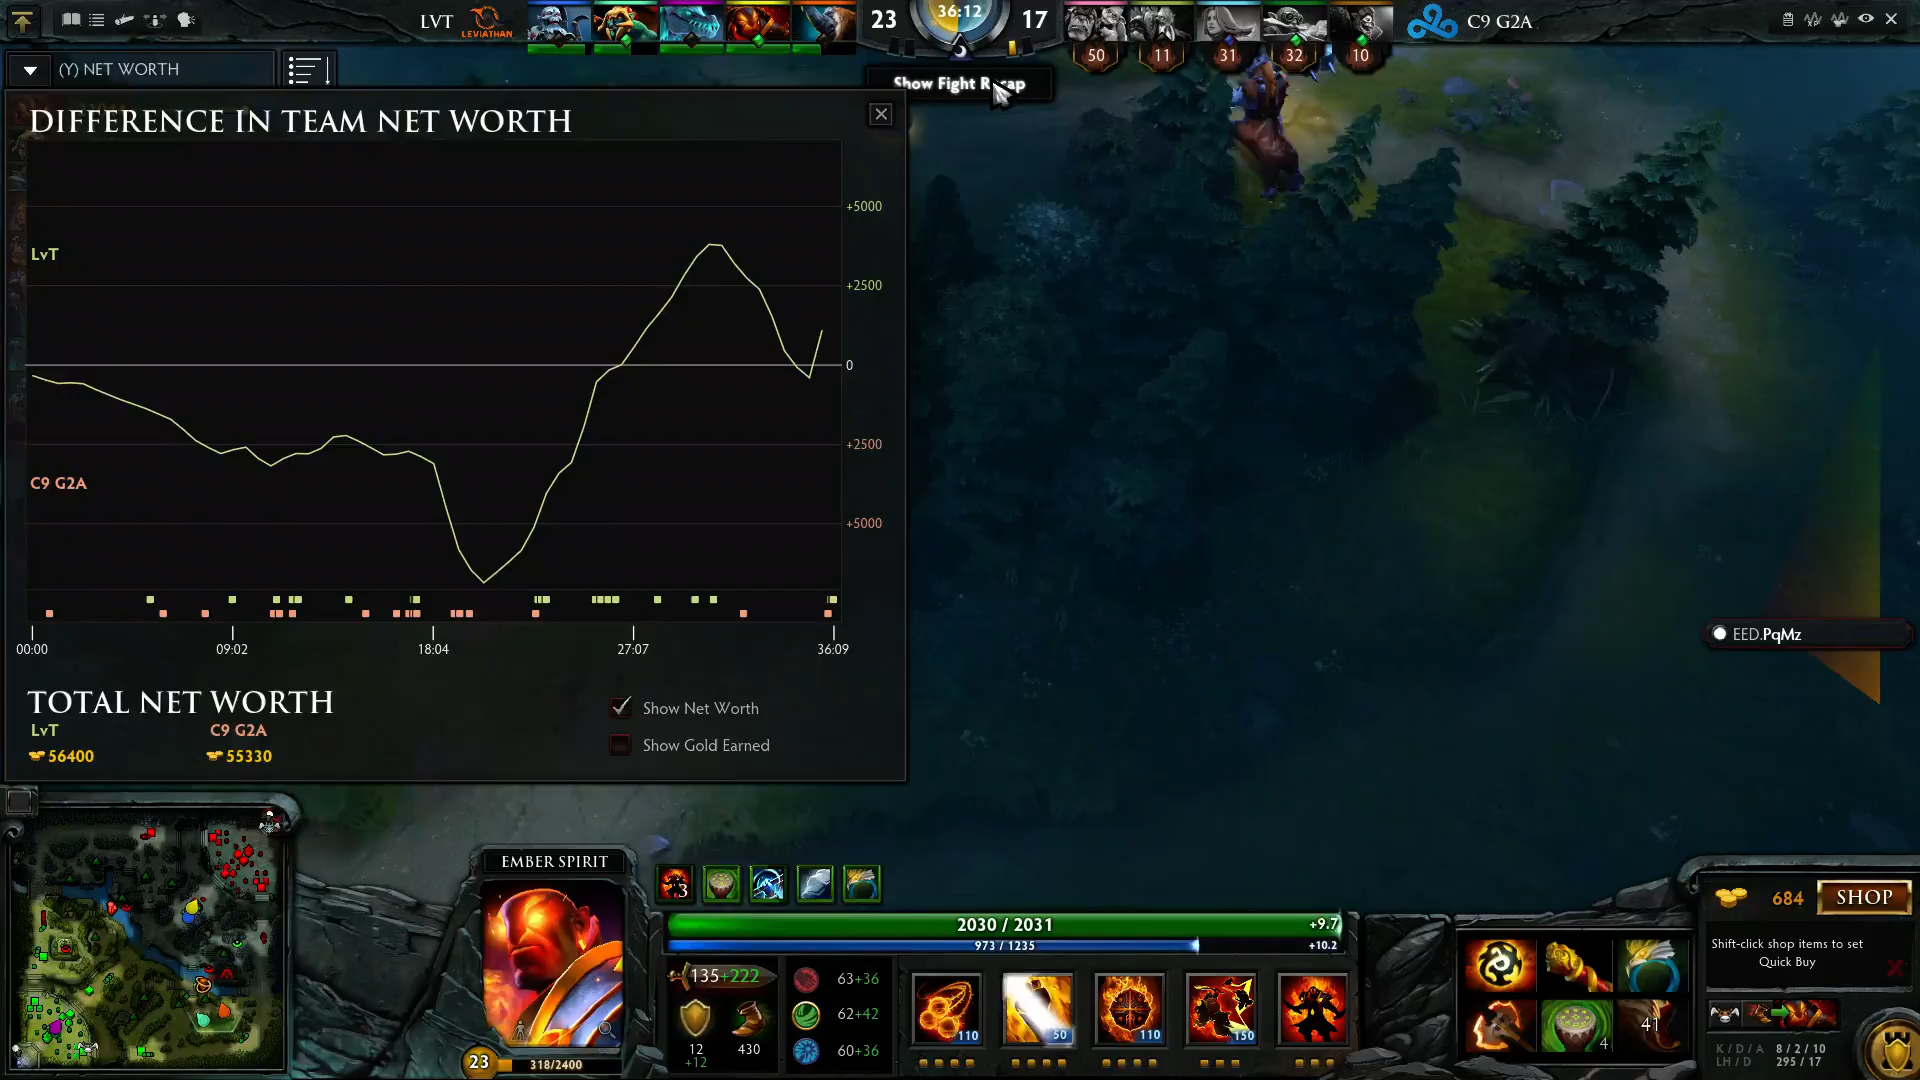 LVT
LEVIATHAN
23
36:12
17
C9 G2A
50
11
31
32
10
(Y) NET WORTH
Show Fight Recap
DIFFERENCE IN TEAM NET WORTH
+5000
LvT
+2500
0
+2500
C9 G2A
+5000
00:00
09:02
18:04
27:07
36:09
EED.PqMz
TOTAL NET WORTH
LvT
C9 G2A
56400
55330
Show Net Worth
Show Gold Earned
EMBER SPIRIT
3
2030 / 2031
+9.7
973 / 1235
+10.2
135+222
63+36
12
+12
430
62+42
60+36
110
50
110
150
23
318/2400
41
4
684
SHOP
Shift-click shop items to set
Quick Buy
K / D / A
8 / 2 / 10
LH / D
295 / 17